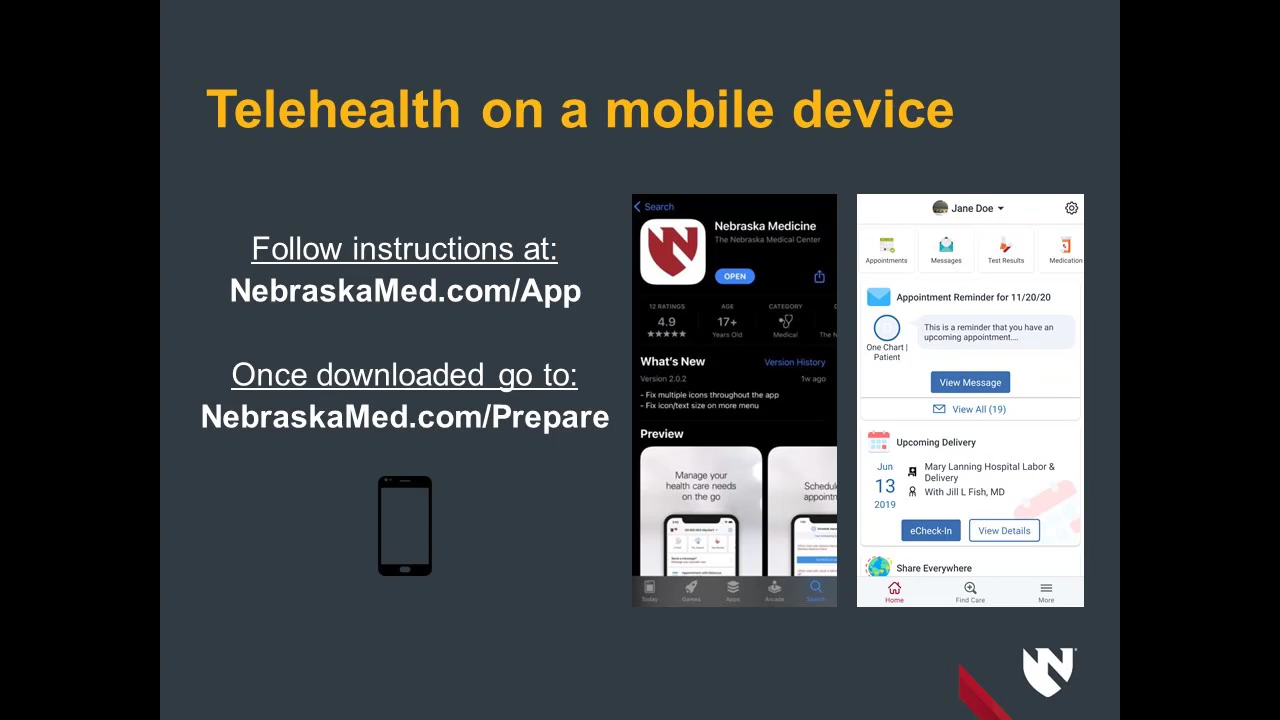 Telehealth on a mobile device
Follow instructions at:
NebraskaMed.com/App
Once downloaded go to:
NebraskaMed.com/Prepare
Search
Nebraska Medicine
The Nebraska Medical Center
OPEN
12 RATINGS AGE CATEGORY D
4.9 17+
★★★★★ Years Old Medical The N
What's New Version History
Version 2.0.2 1w ago
- Fix multiple icons throughout the app
- Fix icon/text size on more menu
Preview
Manage your
health care needs
on the go
Schedul
appointn
Today Games Apps Arcade Search
Jane Doe
Appointments Messages Test Results Medication
Appointment Reminder for 11/20/20
This is a reminder that you have an
upcoming appointment....
One Chart |
Patient
View Message
View All (19)
Upcoming Delivery
Jun
13
2019
Mary Lanning Hospital Labor &
Delivery
With Jill L Fish, MD
eCheck-In View Details
Share Everywhere
Home Find Care More